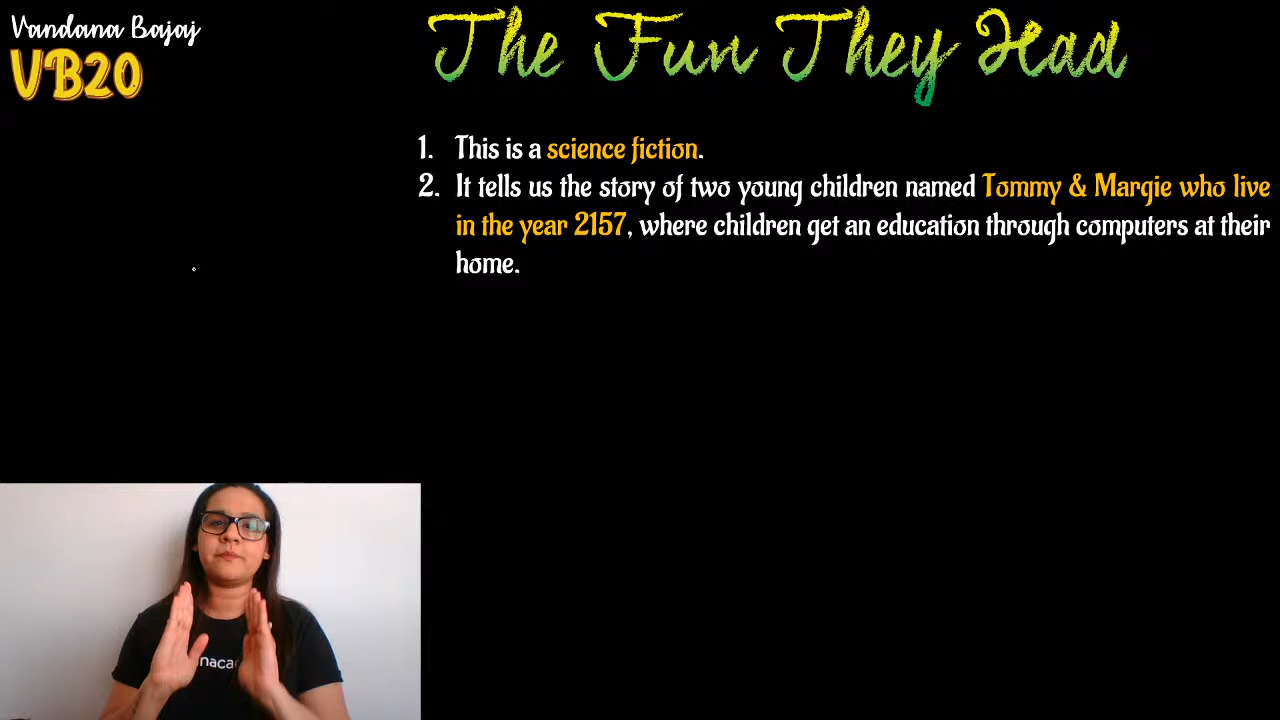 Vandana Bajaj
VB20
The Fun They Had
1. This is a science fiction.
2. It tells us the story of two young children named Tommy & Margie who live
in the year 2157, where children get an education through computers at their
home.